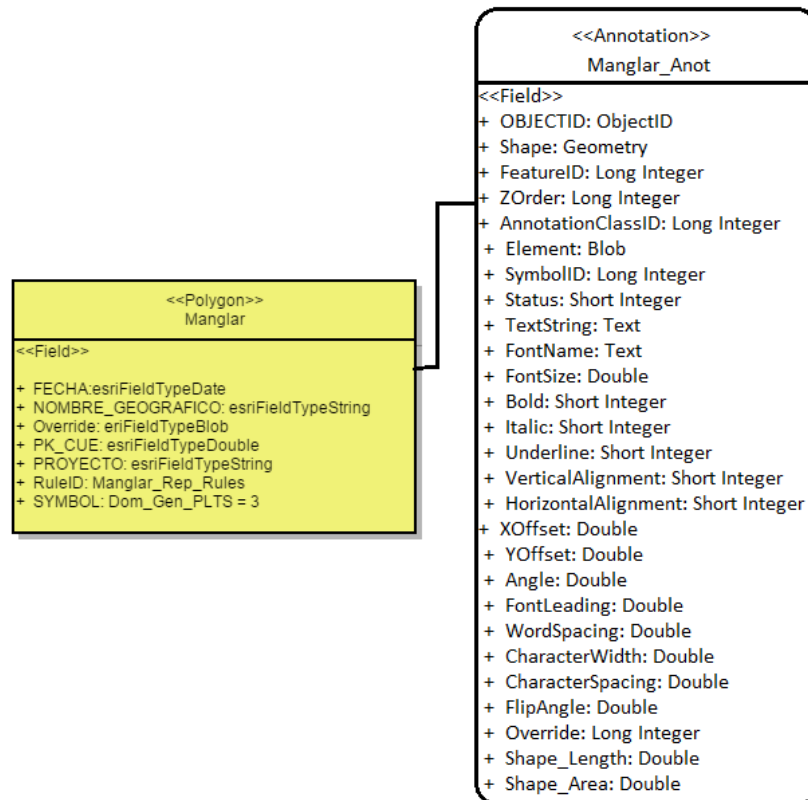 <<Annotation>>
Manglar_Anot
<<Field>>
+ OBJECTID: ObjectID
+ Shape: Geometry
+ FeatureID: Long Integer
+ ZOrder: Long Integer
+ AnnotationClassID: Long Integer
+ Element: Blob
+ SymbolID: Long Integer
+ Status: Short Integer
+ TextString: Text
+ FontName: Text
+ FontSize: Double
+ Bold: Short Integer
+ Italic: Short Integer
+ Underline: Short Integer
+ VerticalAlignment: Short Integer
+ HorizontalAlignment: Short Integer
+ XOffset: Double
+ YOffset: Double
+ Angle: Double
+ FontLeading: Double
+ WordSpacing: Double
+ CharacterWidth: Double
+ CharacterSpacing: Double
+ FlipAngle: Double
+ Override: Long Integer
+ Shape_Length: Double
+ Shape_Area: Double
<<Polygon>>
Manglar
<<Field>>
+ FECHA:esriFieldTypeDate
+ NOMBRE_GEOGRAFICO: esriFieldTypeString
+ Override: eriFieldTypeBlob
+ PK_CUE: esriFieldTypeDouble
+ PROYECTO: esriFieldTypeString
+ RuleID: Manglar_Rep_Rules
+ SYMBOL: Dom_Gen_PLTS = 3